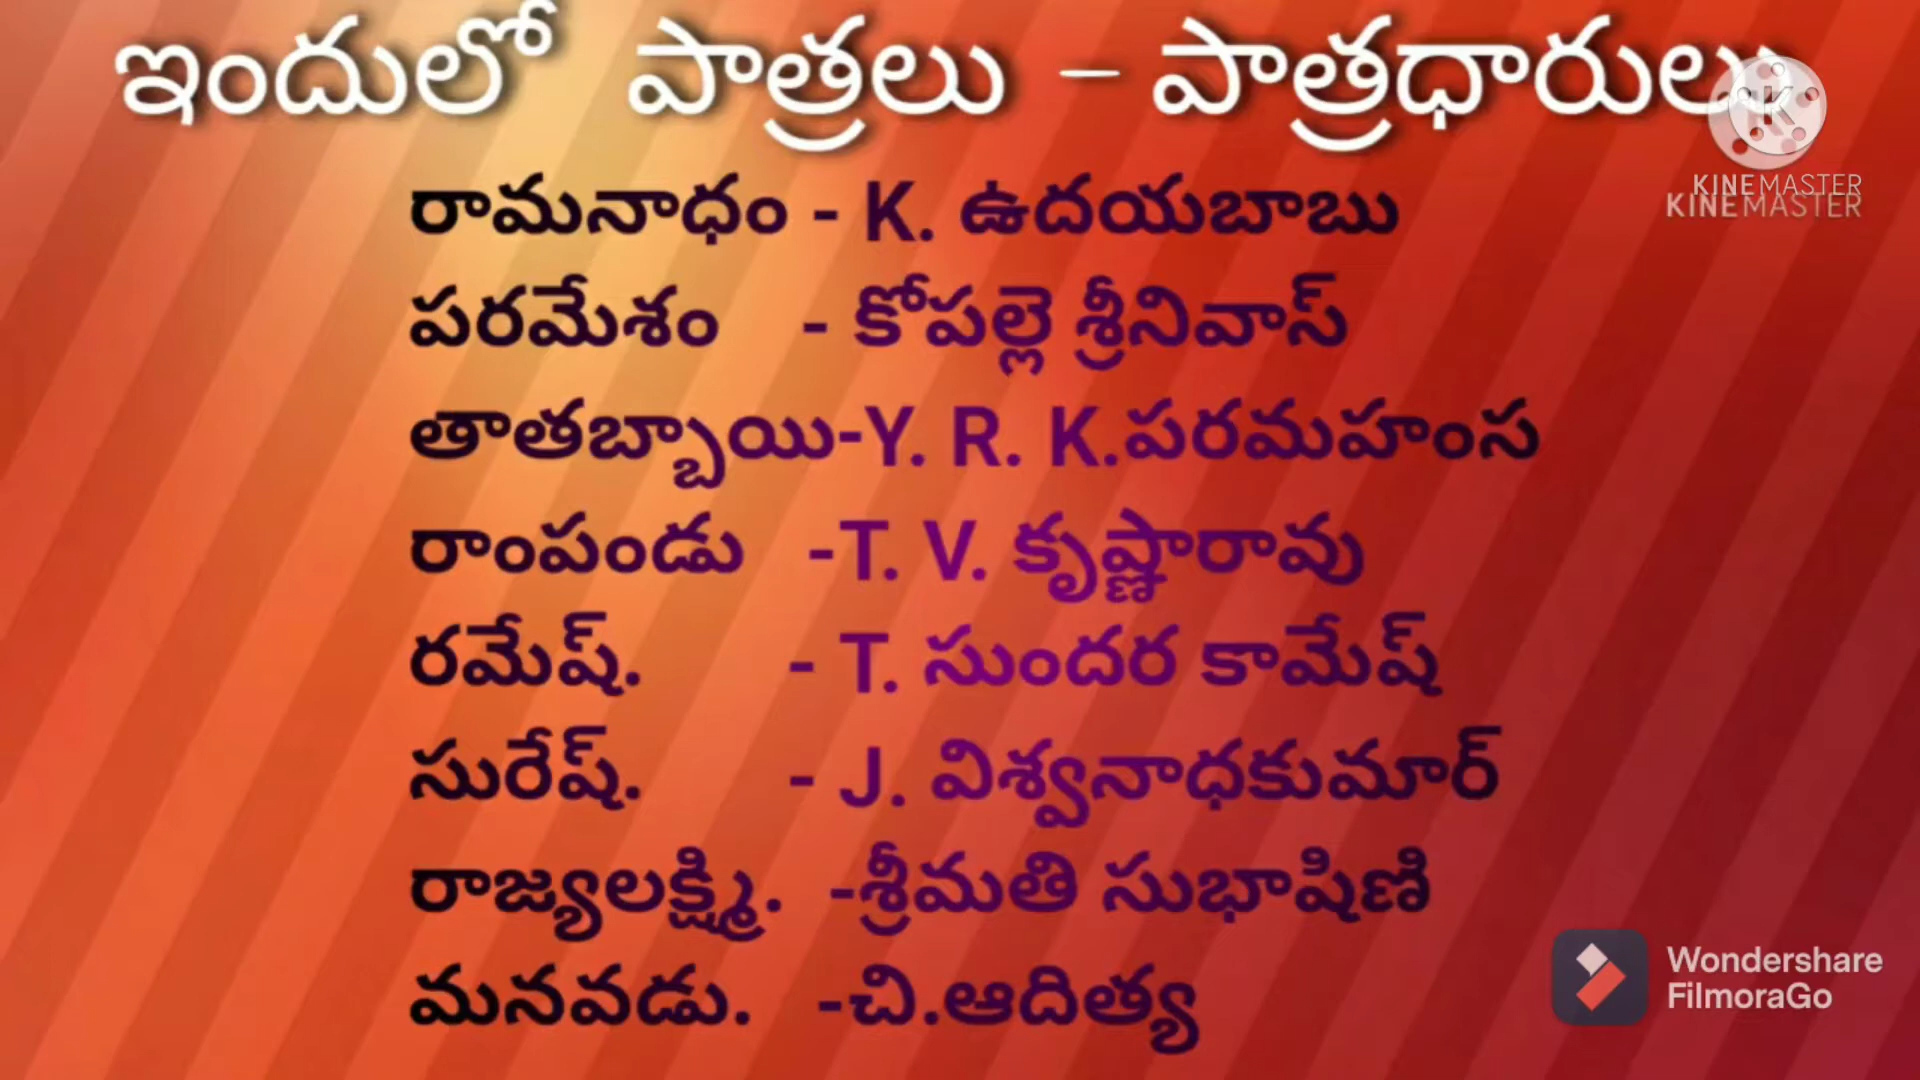 ఇందులో పాత్రలు - పాత్రధారులు
రామనాధం - K. ఉదయబాబు
పరమేశం - కోపల్లె శ్రీనివాస్
తాతబ్బాయి-Y. R. K.పరమహంస
రాంపండు -T. V. కృష్ణారావు
రమేష్. - T. సుందర కామేష్
సురేష్. - J. విశ్వనాధకుమార్
రాజ్యలక్ష్మి. -శ్రీమతి సుభాషిణి
మనవడు. -చి.ఆదిత్య
K
KINEMASTER
KINEMASTER
Wondershare
FilmoraGo